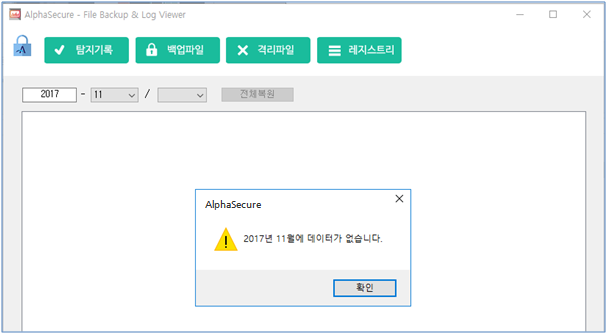 AlphaSecure - File Backup & Log Viewer
A
탐지기록 백업파일 격리파일 레지스트리
2017 - 11 / 전체복원
AlphaSecure
2017년 11월에 데이터가 없습니다.
확인